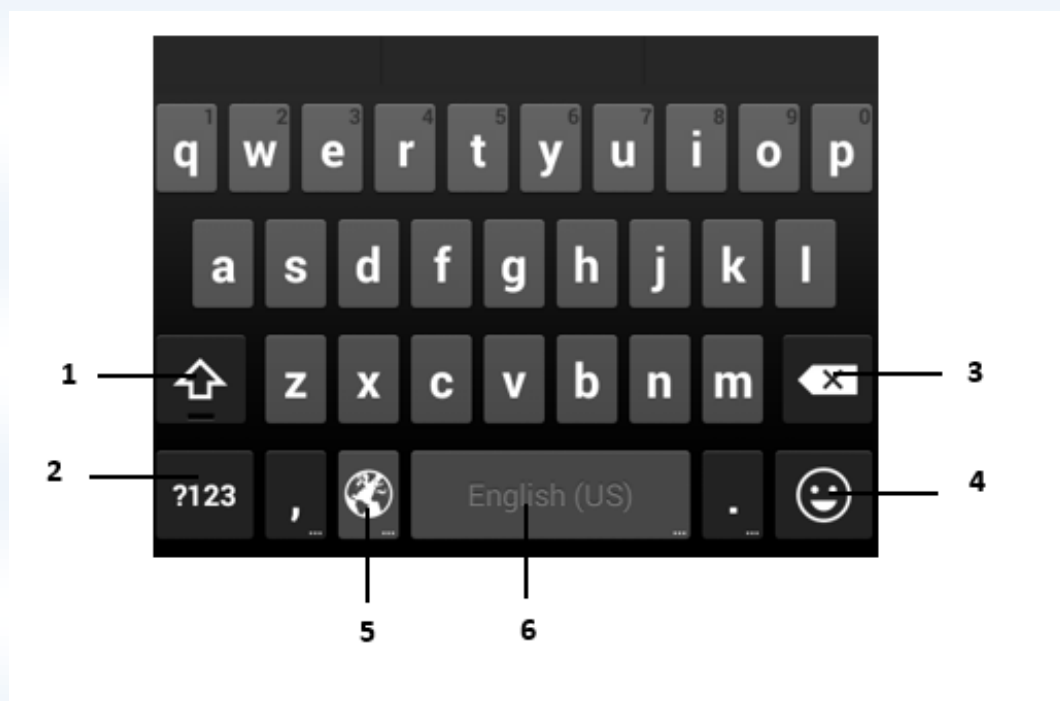 1 2 3 4 5 6 7 8 9 0
q w e r t y u i o p
a s d f g h j k l
1 z x c v b n m 3
2 ?123 , English (US) . 4
5 6